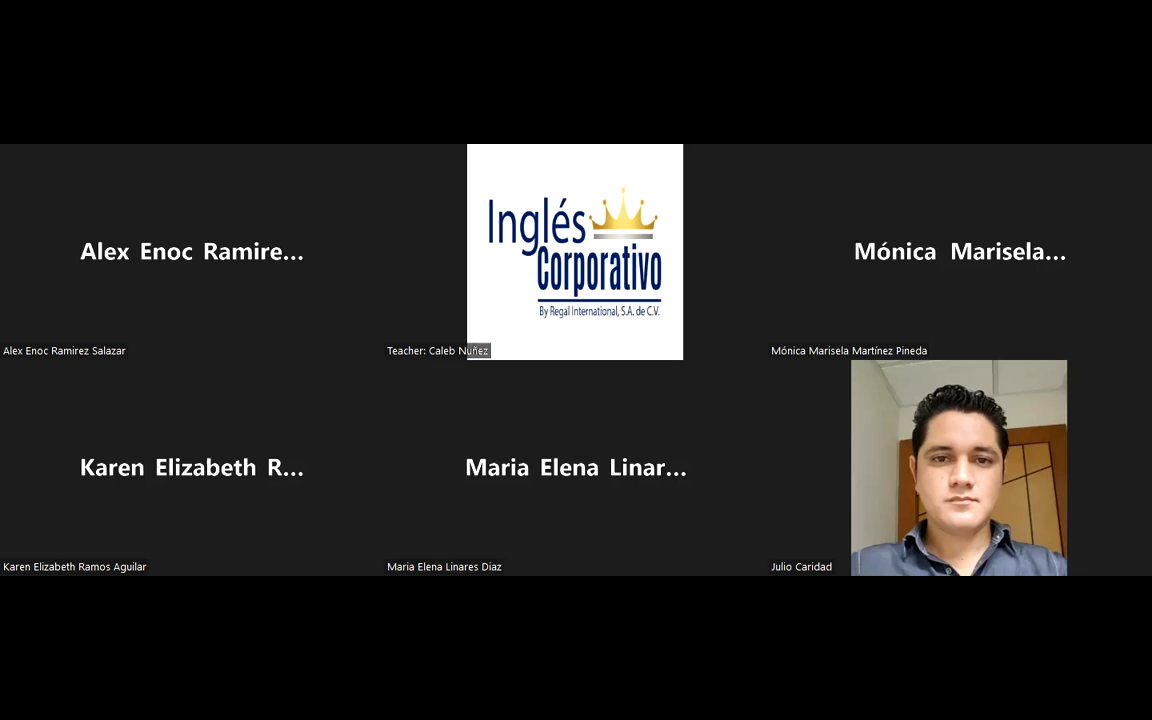 Alex Enoc Ramire...
Alex Enoc Ramirez Salazar
Inglés
Corporativo
By Regal International, S.A. de C.V.
Teacher: Caleb Nuñez
Mónica Marisela...
Mónica Marisela Martínez Pineda
Karen Elizabeth R...
Karen Elizabeth Ramos Aguilar
Maria Elena Linar...
Maria Elena Linares Diaz
Julio Caridad